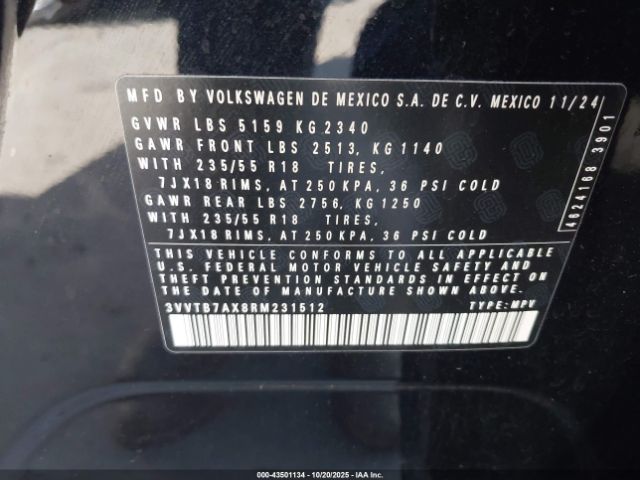 MFD BY VOLKSWAGEN DE MEXICO S.A. DE C.V. MEXICO 11/24
GVWR LBS 5159 KG 2340
GAWR FRONT LBS 2513, KG 1140
WITH 235/55 R18 TIRES,
7JX18 RIMS, AT 250 KPA, 36 PSI COLD
GAWR REAR LBS 2756, KG 1250
WITH 235/55 R18 TIRES,
7JX18 RIMS, AT 250 KPA, 36 PSI COLD
THIS VEHICLE CONFORMS TO ALL APPLICABLE
U.S. FEDERAL MOTOR VEHICLE SAFETY AND
THEFT PREVENTION STANDARDS IN EFFECT ON
THE DATE OF MANUFACTURE SHOWN ABOVE.
3VVTB7AX8RM231512 TYPE: MPV
4624168 3901
000-43501134 | 10/20/2025 | IAA Inc.